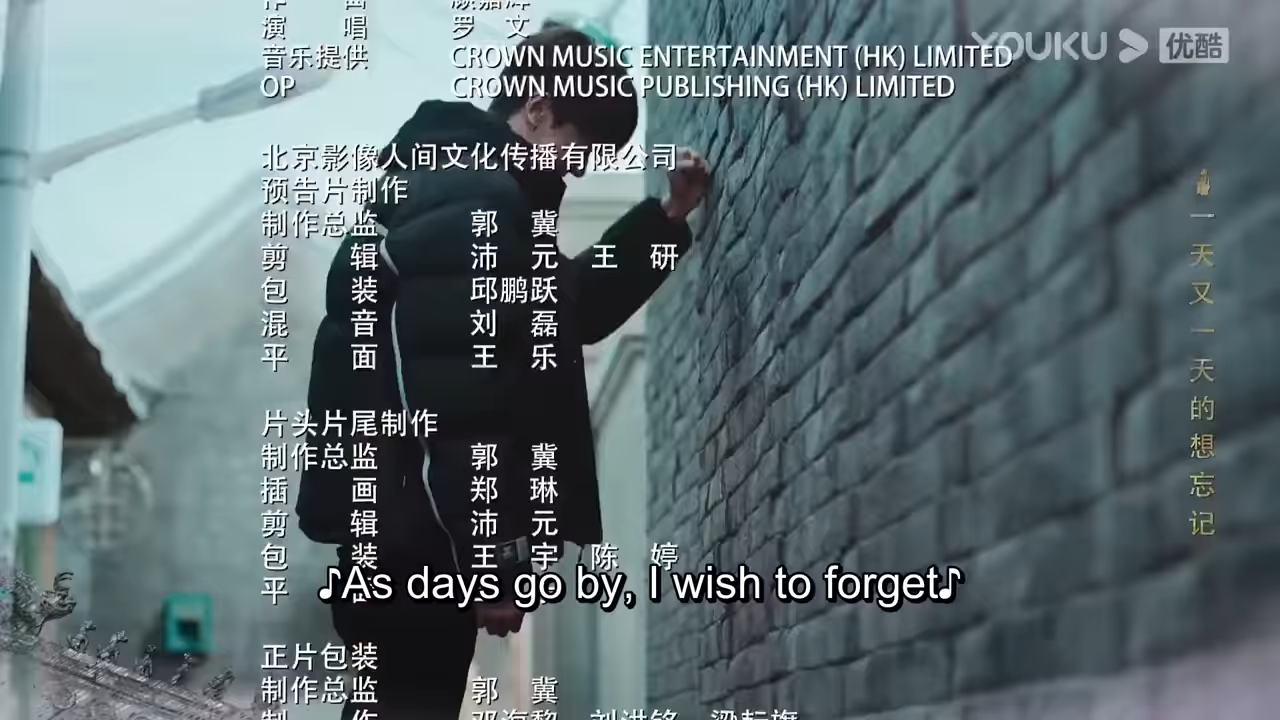 演 唱 罗 文
音乐提供 CROWN MUSIC ENTERTAINMENT (HK) LIMITED
OP CROWN MUSIC PUBLISHING (HK) LIMITED
YOUKU 优酷
北京影像人间文化传播有限公司
预告片制作
制作总监 郭 冀
剪 辑 沛 元 王 研
包 装 邱鹏跃
混 音 刘 磊
平 面 王 乐
片头片尾制作
制作总监 郭 冀
插 画 郑 琳
剪 辑 沛 元
包 装 王 宇 陈 婷
平
♪As days go by, I wish to forget♪
正片包装
制作总监 郭 冀
一天又一天的想忘记